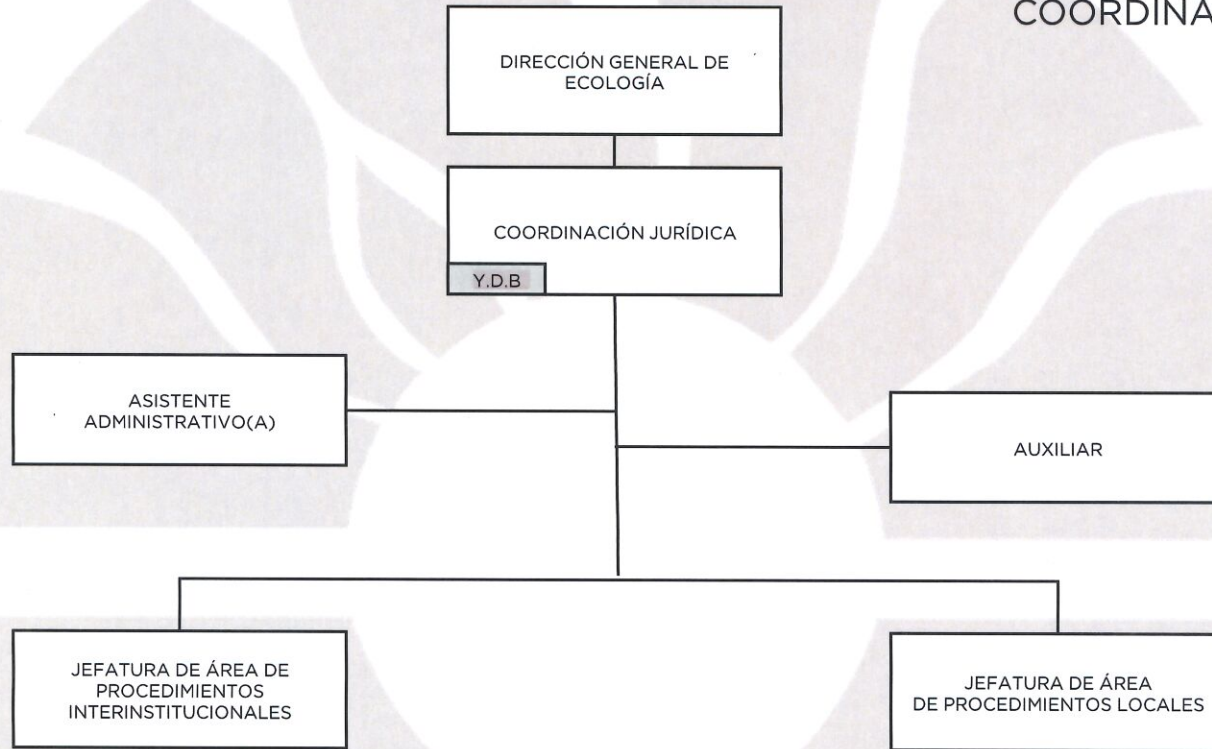 COORDINA
DIRECCIÓN GENERAL DE
ECOLOGÍA
COORDINACIÓN JURÍDICA
Y.D.B
ASISTENTE
ADMINISTRATIVO(A)
AUXILIAR
JEFATURA DE ÁREA DE
PROCEDIMIENTOS
INTERINSTITUCIONALES
JEFATURA DE ÁREA
DE PROCEDIMIENTOS LOCALES